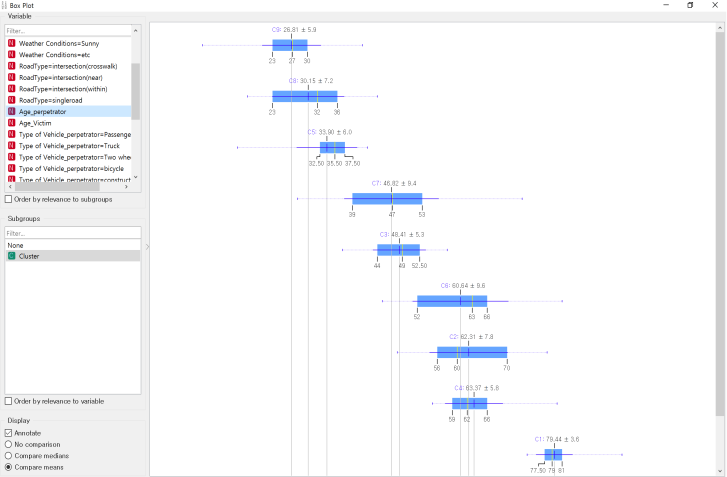 Box Plot
Variable
Filter...
Weather Conditions=Sunny
Weather Conditions=etc
RoadType=intersection(crosswalk)
RoadType=intersection(near)
RoadType=intersection(within)
RoadType=singleroad
Age_perpetrator
Age_Victim
Type of Vehicle_perpetrator=Passenge
Type of Vehicle_perpetrator=Truck
Type of Vehicle_perpetrator=Two whee
Type of Vehicle_perpetrator=bicycle
Type of Vehicle_perpetrator=construct
Order by relevance to subgroups
Subgroups
Filter...
None
C Cluster
Order by relevance to variable
Display
Annotate
No comparison
Compare medians
Compare means
C9: 26.81 ± 5.9
23 27 30
C8: 30.15 ± 7.2
23 32 36
C5: 33.90 ± 6.0
32.50 35.50 37.50
C7: 46.82 ± 9.4
39 47 53
C3: 48.41 ± 5.3
44 49 52.50
C6: 60.64 ± 9.6
52 63 66
C2: 62.31 ± 7.8
56 60 70
C4: 63.37 ± 5.8
59 62 66
C1: 79.44 ± 3.6
77.50 79 81